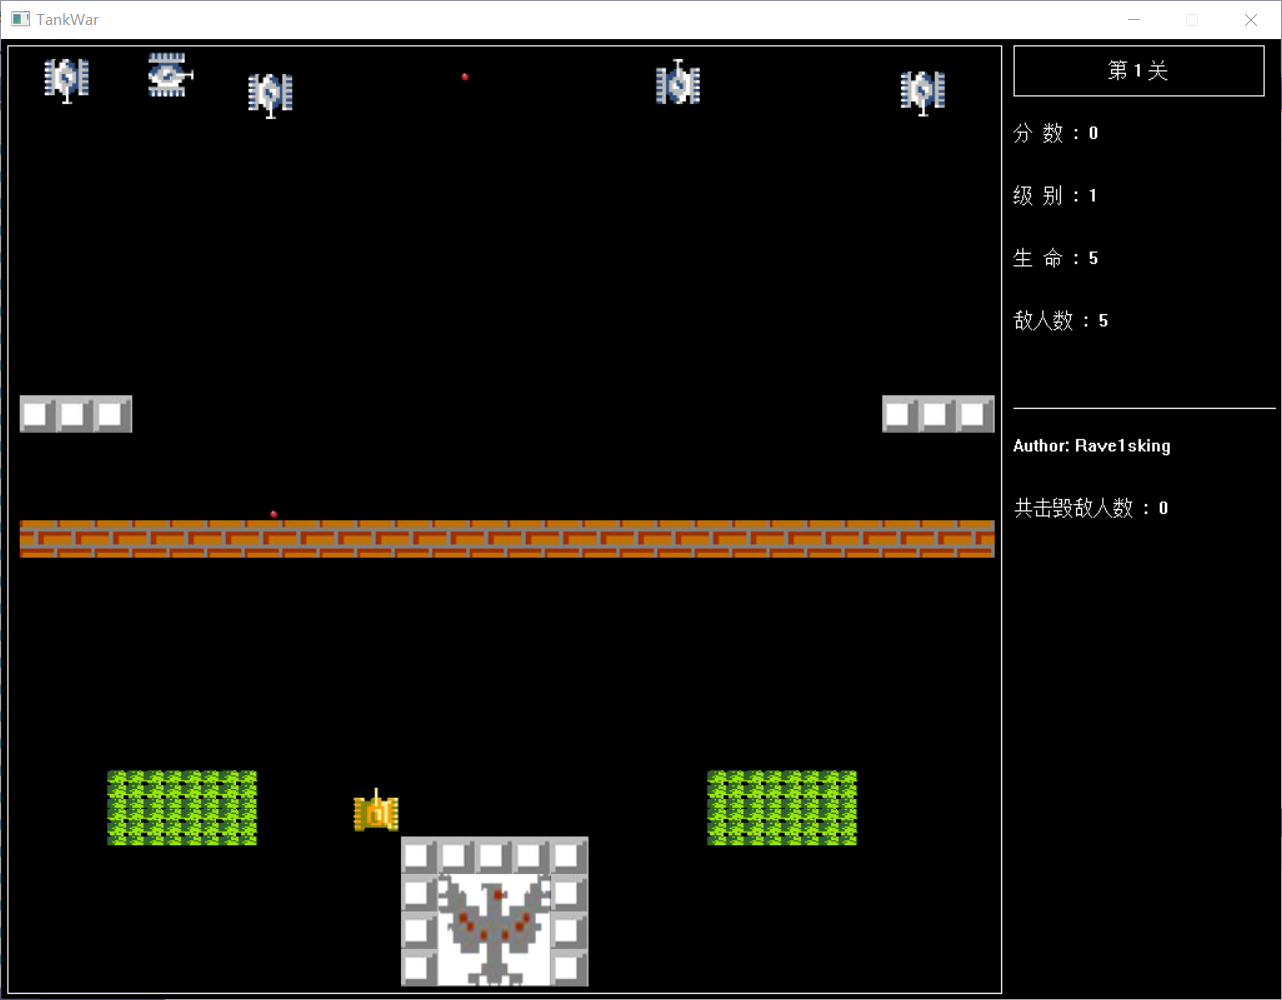 TankWar
第 1 关
分 数 : 0
级 别 : 1
生 命 : 5
敌人数 : 5
Author: Rave1sking
共击毁敌人数 : 0